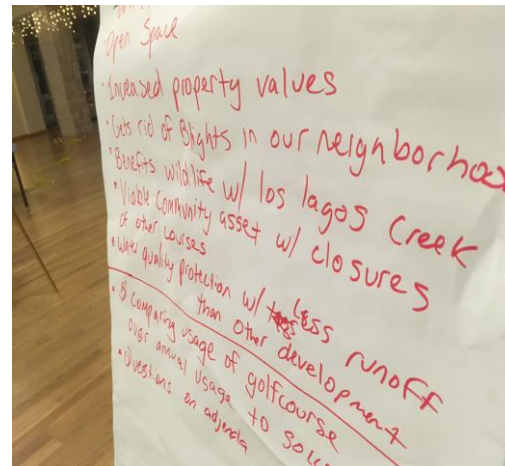 Open Space
• Increased property values
• Gets rid of Blights in our neighborhoo
• Benefits wildlife w/ los lagos Creek
• Viable Community asset w/ closures
of other courses
• Water quality protection w/ less runoff
than other development
• Comparing usage of golfcourse
over annual usage to
• Questions on adjenda